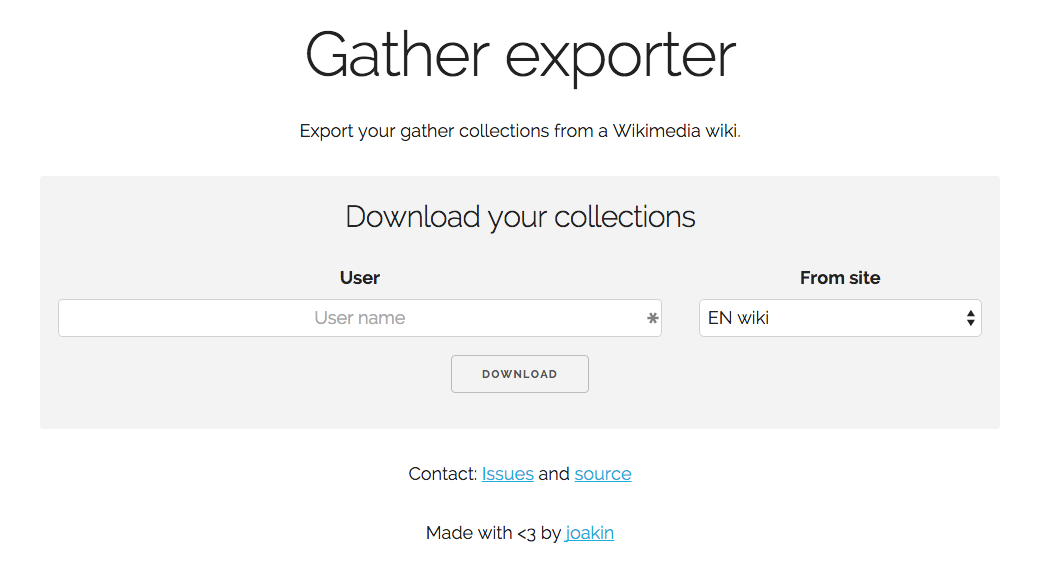 Gather exporter
Export your gather collections from a Wikimedia wiki.
Download your collections
User
From site
User name *
EN wiki
DOWNLOAD
Contact: Issues and source
Made with <3 by joakin